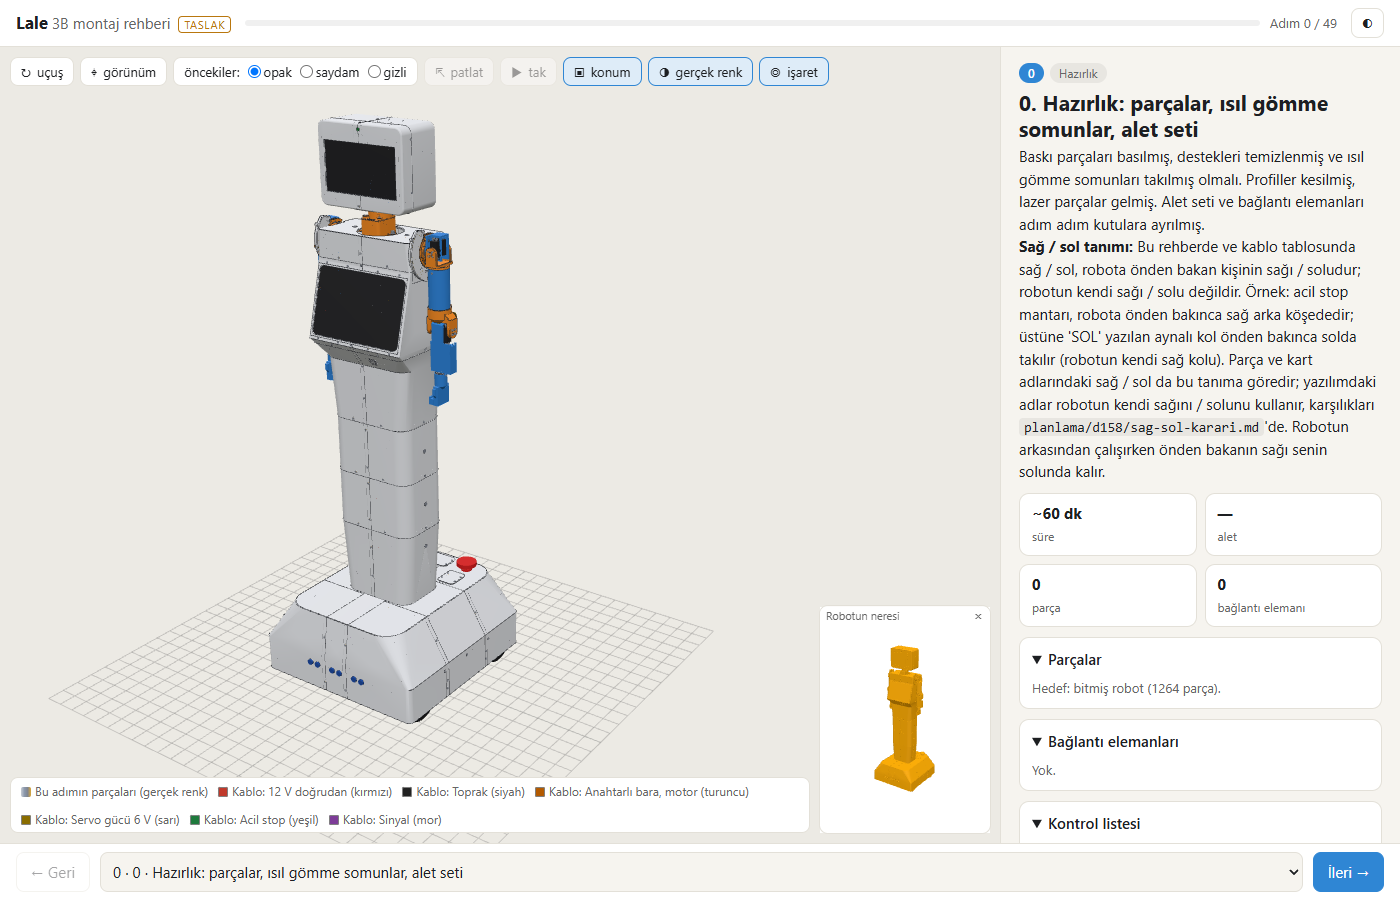 Lale 3B montaj rehberi TASLAK
Adım 0 / 49
↻ uçuş
⌖ görünüm
öncekiler: opak saydam gizli
⇱ patlat
▶ tak
▣ konum
◑ gerçek renk
◎ işaret
0 Hazırlık
0. Hazırlık: parçalar, ısıl gömme
somunlar, alet seti
Baskı parçaları basılmış, destekleri temizlenmiş ve ısıl
gömme somunları takılmış olmalı. Profiller kesilmiş,
lazer parçalar gelmiş. Alet seti ve bağlantı elemanları
adım adım kutulara ayrılmış.
Sağ / sol tanımı: Bu rehberde ve kablo tablosunda
sağ / sol, robota önden bakan kişinin sağı / soludur;
robotun kendi sağı / solu değildir. Örnek: acil stop
mantarı, robota önden bakınca sağ arka köşededir;
üstüne 'SOL' yazılan aynalı kol önden bakınca solda
takılır (robotun kendi sağ kolu). Parça ve kart
adlarındaki sağ / sol da bu tanıma göredir; yazılımdaki
adlar robotun kendi sağını / solunu kullanır, karşılıkları
planlama/d158/sag-sol-karari.md 'de. Robotun
arkasından çalışırken önden bakanın sağı senin
solunda kalır.
~60 dk
süre
—
alet
0
parça
0
bağlantı elemanı
▼ Parçalar
Hedef: bitmiş robot (1264 parça).
▼ Bağlantı elemanları
Yok.
▼ Kontrol listesi
Robotun neresi ×
Bu adımın parçaları (gerçek renk) Kablo: 12 V doğrudan (kırmızı) Kablo: Toprak (siyah) Kablo: Anahtarlı bara, motor (turuncu)
Kablo: Servo gücü 6 V (sarı) Kablo: Acil stop (yeşil) Kablo: Sinyal (mor)
← Geri
0 · 0 · Hazırlık: parçalar, ısıl gömme somunlar, alet seti
İleri →